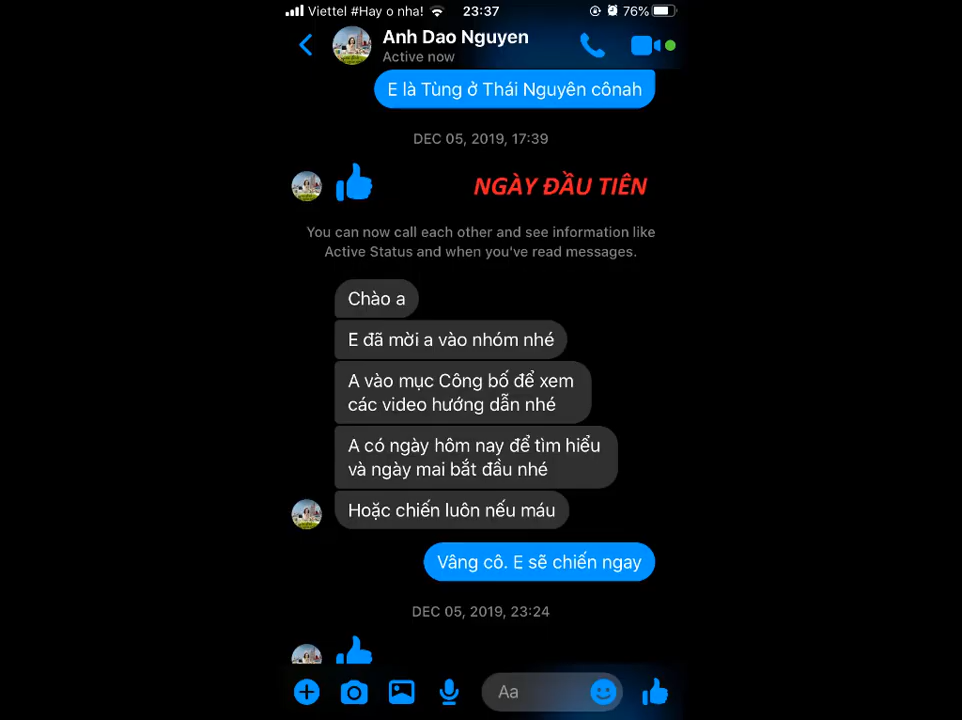 Viettel #Hay o nha! 23:37 76%
Anh Dao Nguyen
Active now
E là Tùng ở Thái Nguyên cônah
DEC 05, 2019, 17:39
NGÀY ĐẦU TIÊN
You can now call each other and see information like
Active Status and when you've read messages.
Chào a
E đã mời a vào nhóm nhé
A vào mục Công bố để xem
các video hướng dẫn nhé
A có ngày hôm nay để tìm hiểu
và ngày mai bắt đầu nhé
Hoặc chiến luôn nếu máu
Vâng cô. E sẽ chiến ngay
DEC 05, 2019, 23:24
Aa